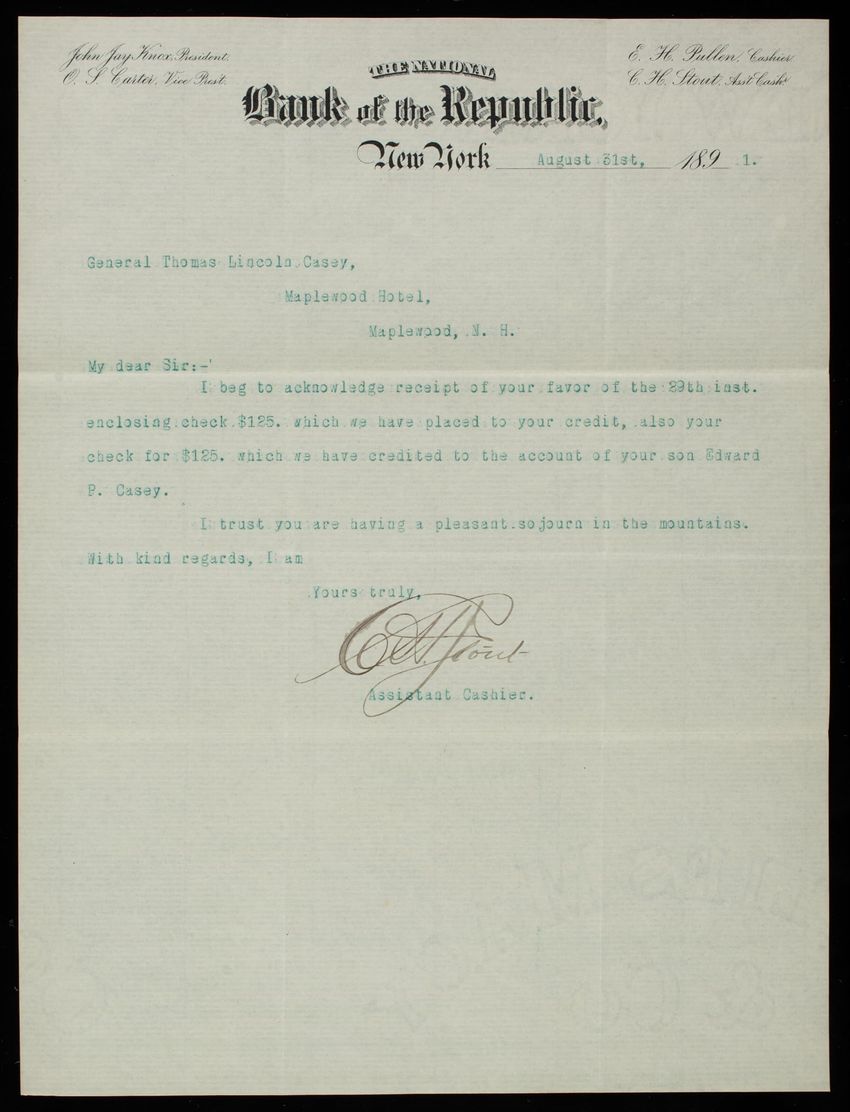 John Jay Knox, President.
O. S. Carter, Vice Prest.
E. H. Pullen, Cashier.
C. H. Stout, Asst Cashr.
THE NATIONAL
Bank of the Republic,
New York August 31st, 1891.
General Thomas Lincoln Casey,
Maplewood Hotel,
Maplewood, N. H.
My dear Sir:-'
I beg to acknowledge receipt of your favor of the 29th inst.
enclosing check $125. which we have placed to your credit, also your
check for $125. which we have credited to the account of your son Edward
P. Casey.
I trust you are having a pleasant sojourn in the mountains.
With kind regards, I am
Yours truly,
C. H. Stout
Assistant Cashier.